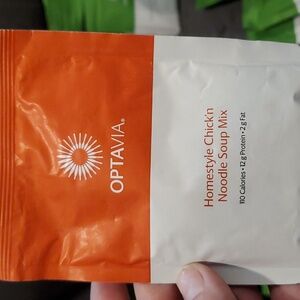 OPTAVIA®
Homestyle Chick'n
Noodle Soup Mix
110 Calories • 12 g Protein • 2 g Fat